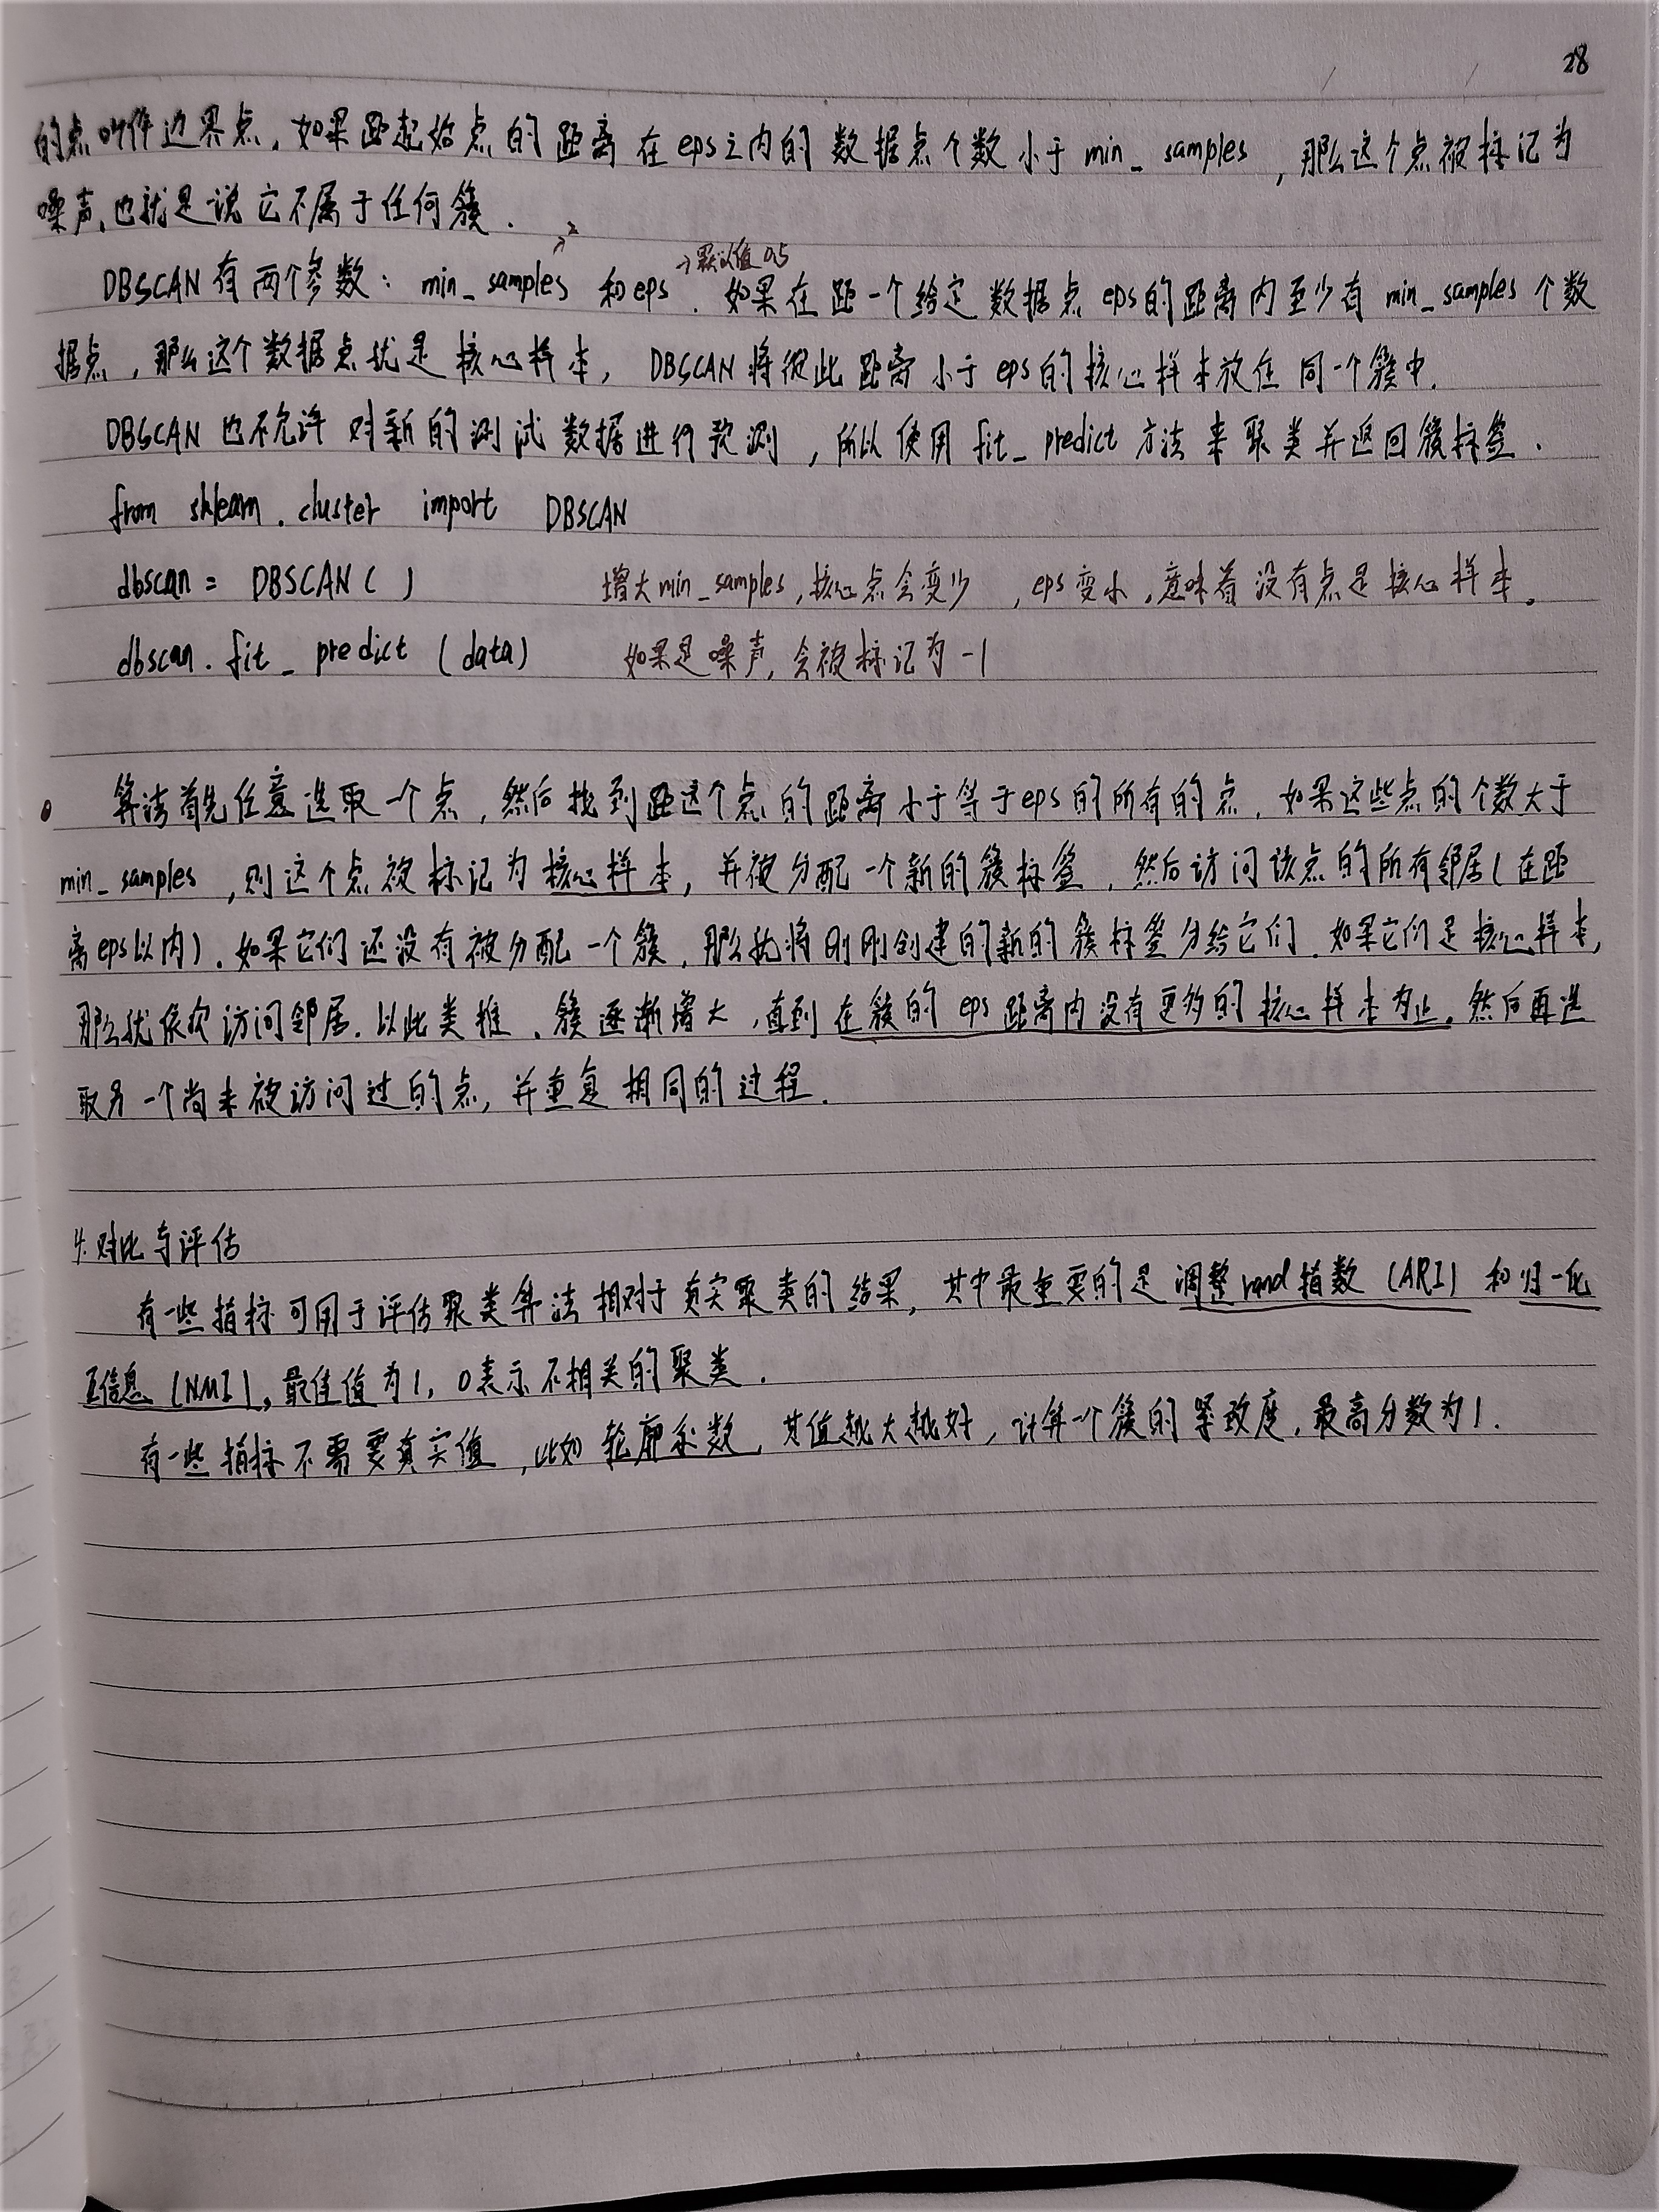 28
的点叫作边界点，如果距起始点的距离在eps之内的数据点个数小于min_samples，那么这个点被标记为
噪声，也就是说它不属于任何簇.
→2
→默认值0.5
DBSCAN有两个参数：min_samples和eps. 如果在距一个给定数据点eps的距离内至少有min_samples个数
据点，那么这个数据点就是核心样本，DBSCAN将彼此距离小于eps的核心样本放在同一个簇中.
DBSCAN也不允许对新的测试数据进行预测，所以使用fit_predict方法来聚类并返回簇标签.
from sklearn.cluster import DBSCAN
dbscan = DBSCAN( ) 增大min_samples，核心点会变少，eps变小，意味着没有点是核心样本。
dbscan.fit_predict (data) 如果是噪声，会被标记为-1
算法首先任意选取一个点，然后找到距这个点的距离小于等于eps的所有的点. 如果这些点的个数大于
min_samples，则这个点被标记为核心样本，并被分配一个新的簇标签. 然后访问该点的所有邻居(在距
离eps以内). 如果它们还没有被分配一个簇，那么就将刚刚创建的新的簇标签分给它们. 如果它们是核心样本,
那么就依次访问邻居. 以此类推. 簇逐渐增大，直到在簇的eps距离内没有更多的核心样本为止. 然后再选
取另一个尚未被访问过的点，并重复相同的过程.
4.对比与评估
有一些指标可用于评估聚类算法相对于真实聚类的结果，其中最重要的是调整rand指数(ARI)和归一化
互信息(NMI)，最佳值为1，0表示不相关的聚类.
有一些指标不需要真实值，比如轮廓系数，其值越大越好，计算一个簇的紧致度，最高分数为1.